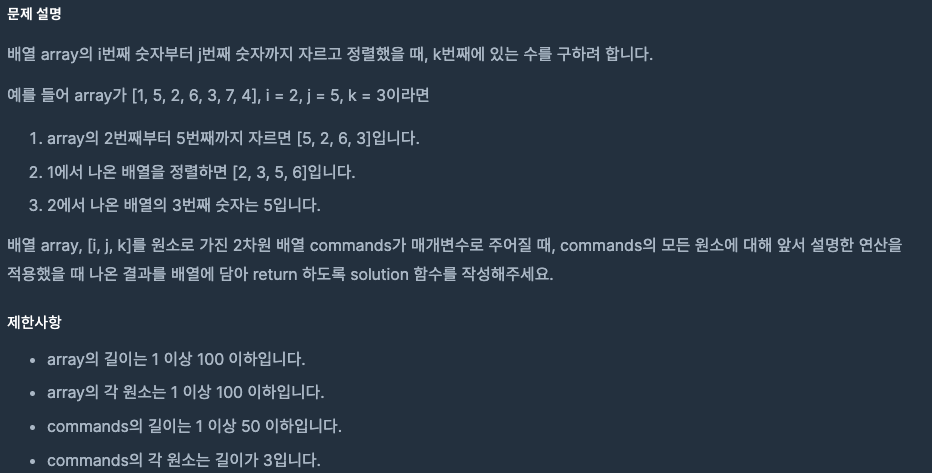 문제 설명
배열 array의 i번째 숫자부터 j번째 숫자까지 자르고 정렬했을 때, k번째에 있는 수를 구하려 합니다.
예를 들어 array가 [1, 5, 2, 6, 3, 7, 4], i = 2, j = 5, k = 3이라면
1. array의 2번째부터 5번째까지 자르면 [5, 2, 6, 3]입니다.
2. 1에서 나온 배열을 정렬하면 [2, 3, 5, 6]입니다.
3. 2에서 나온 배열의 3번째 숫자는 5입니다.
배열 array, [i, j, k]를 원소로 가진 2차원 배열 commands가 매개변수로 주어질 때, commands의 모든 원소에 대해 앞서 설명한 연산을
적용했을 때 나온 결과를 배열에 담아 return 하도록 solution 함수를 작성해주세요.
제한사항
• array의 길이는 1 이상 100 이하입니다.
• array의 각 원소는 1 이상 100 이하입니다.
• commands의 길이는 1 이상 50 이하입니다.
• commands의 각 원소는 길이가 3입니다.